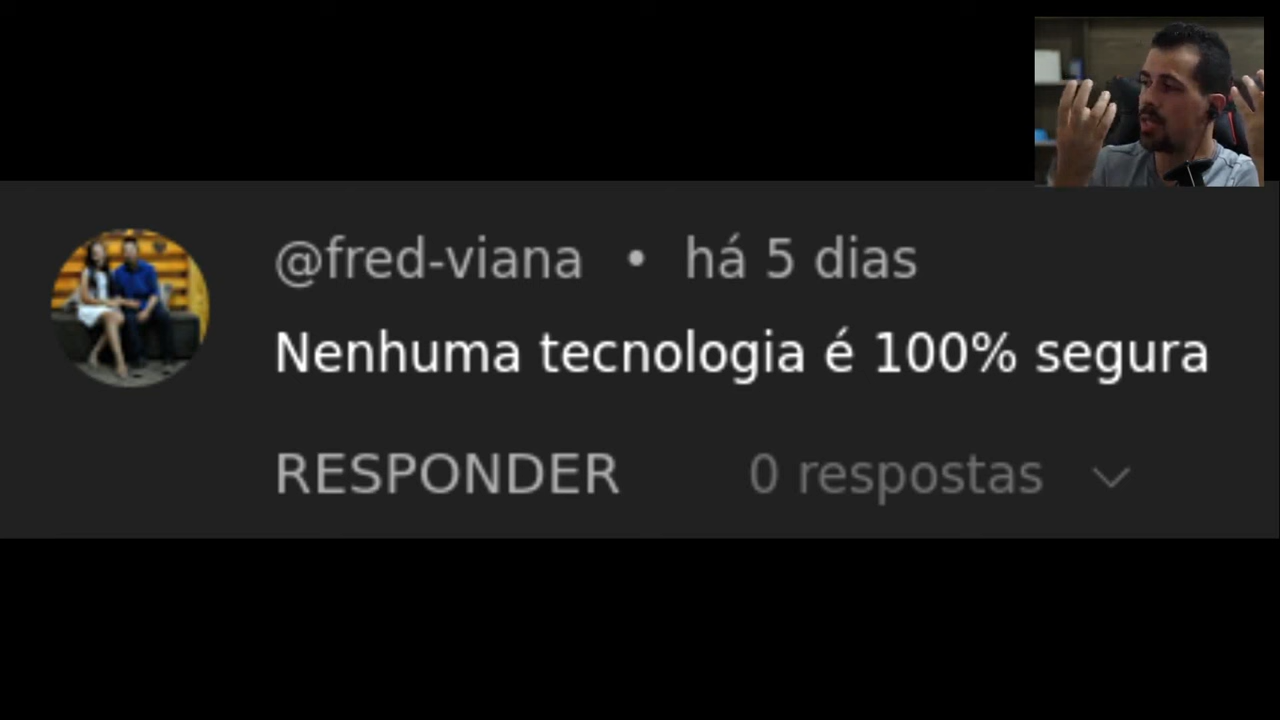 @fred-viana • há 5 dias
Nenhuma tecnologia é 100% segura
RESPONDER 0 respostas